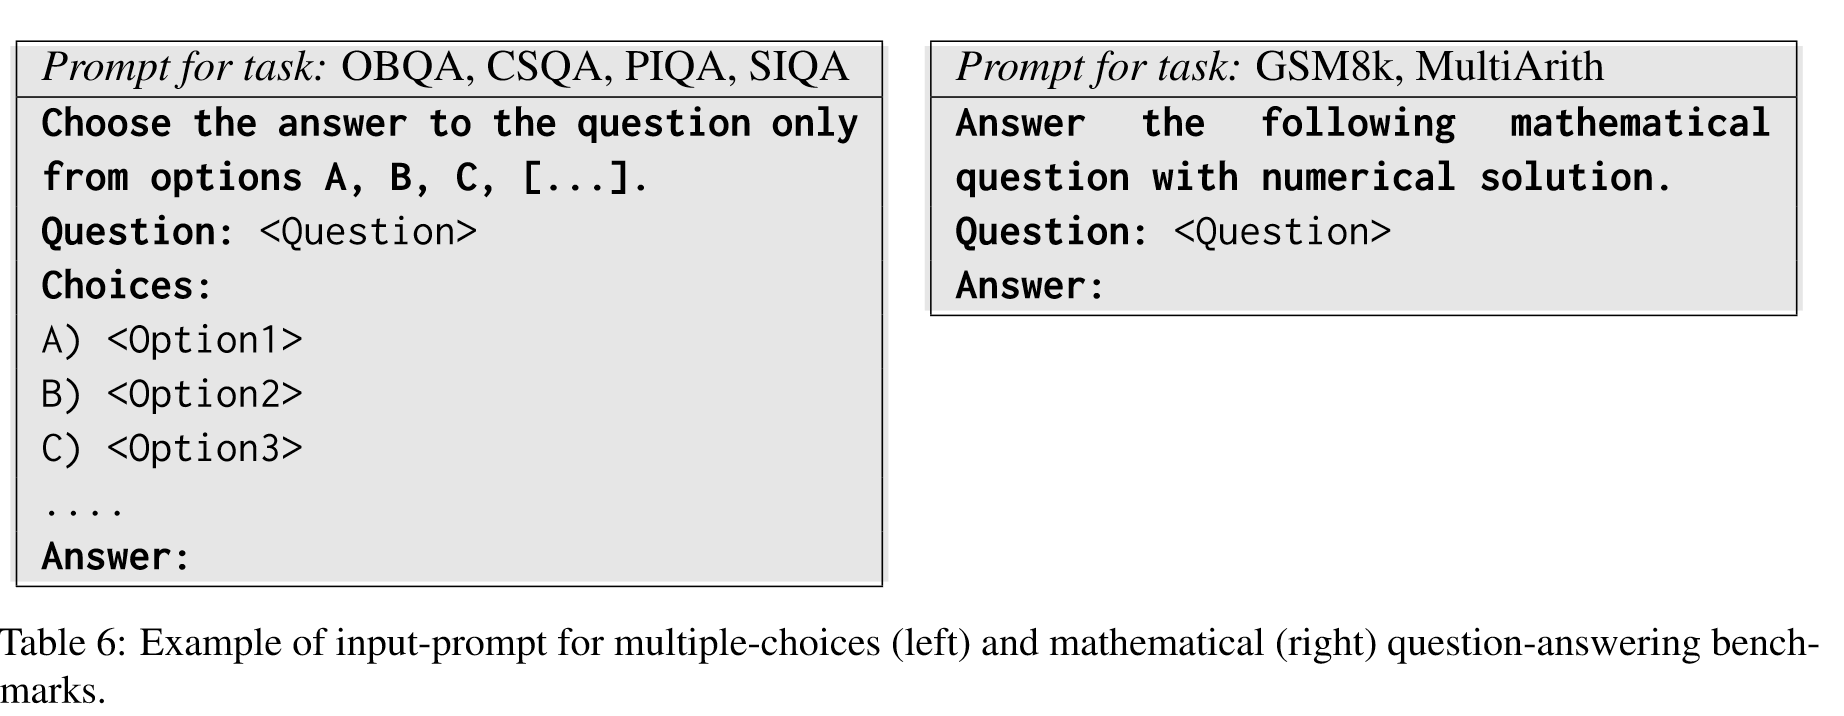 Prompt for task: OBQA, CSQA, PIQA, SIQA
Choose the answer to the question only
from options A, B, C, [...].
Question: <Question>
Choices:
A) <Option1>
B) <Option2>
C) <Option3>
....
Answer:
Prompt for task: GSM8k, MultiArith
Answer the following mathematical
question with numerical solution.
Question: <Question>
Answer:
Table 6: Example of input-prompt for multiple-choices (left) and mathematical (right) question-answering bench-
marks.